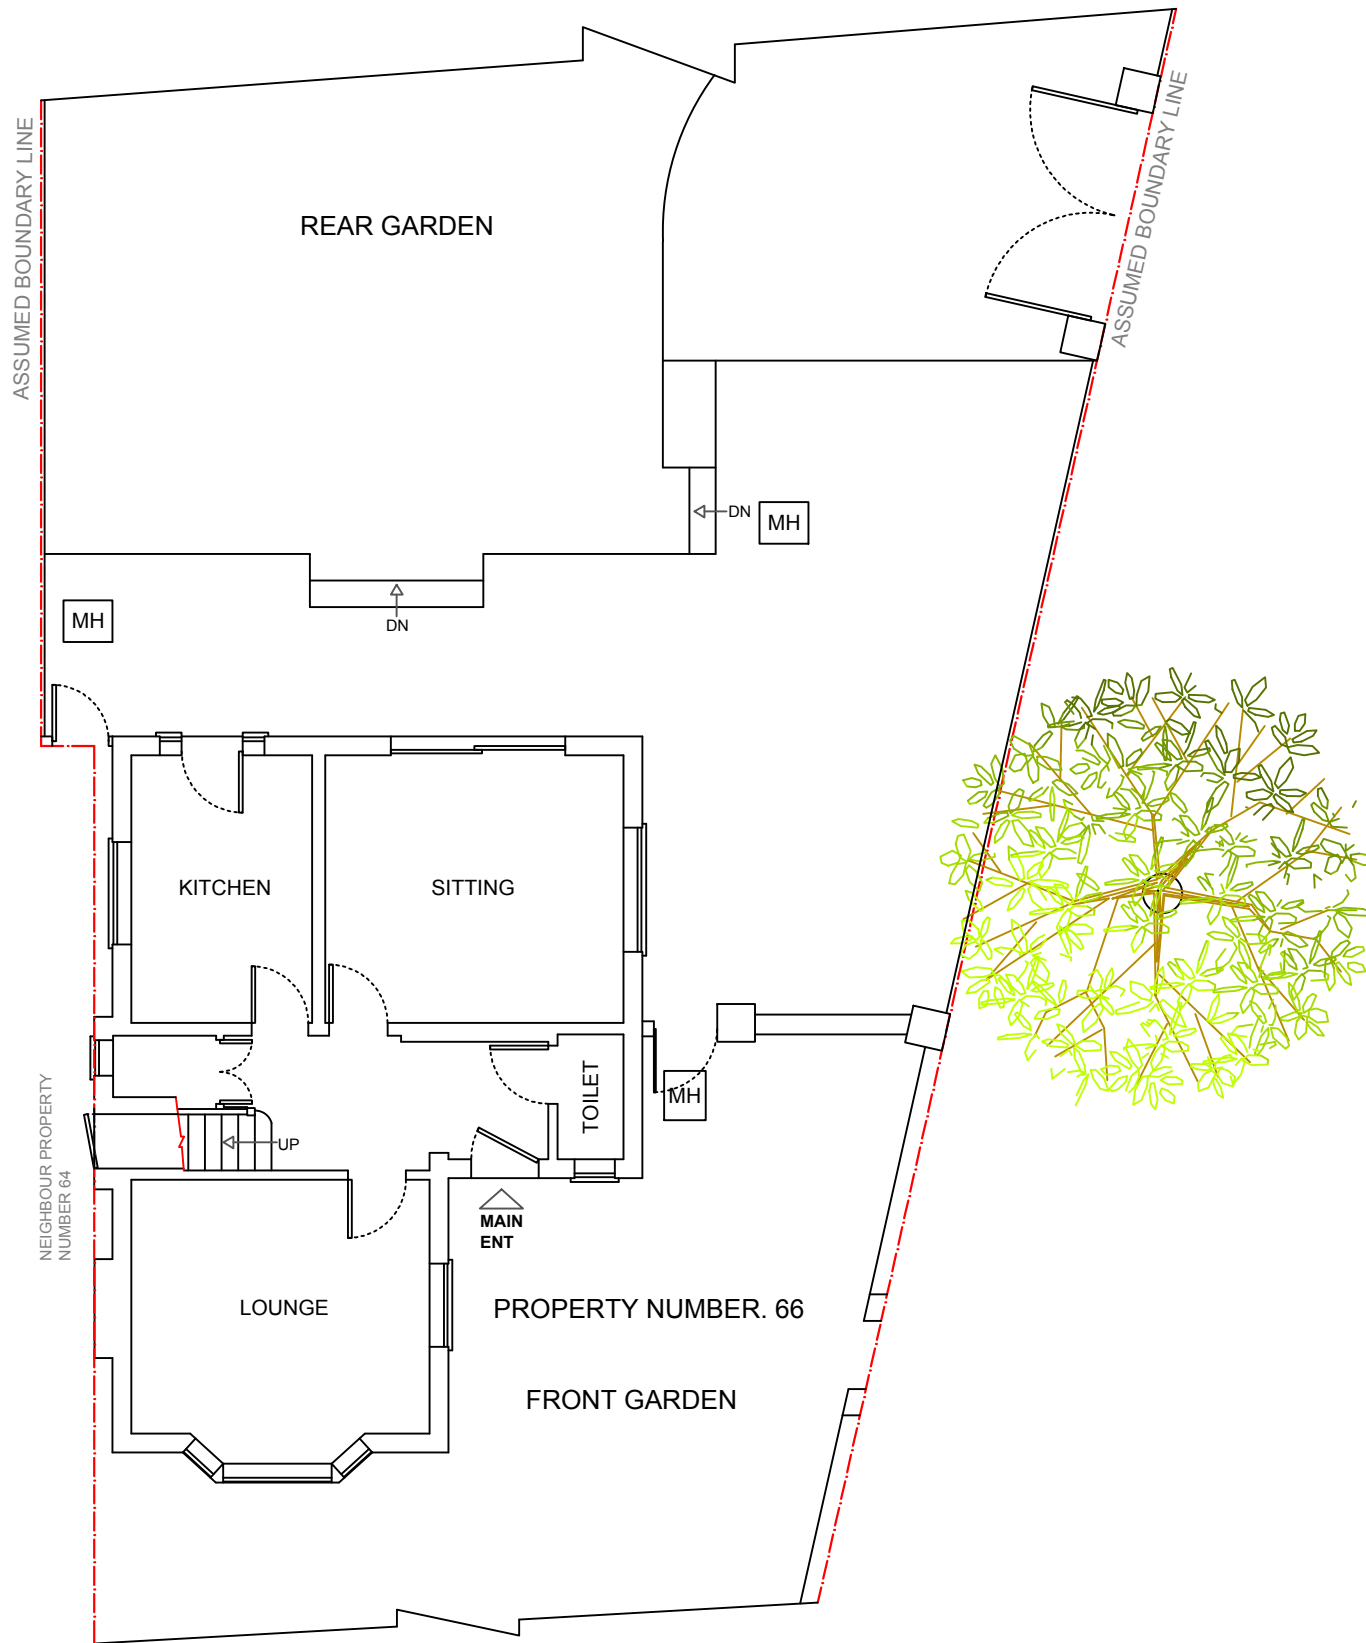 ASSUMED BOUNDARY LINE
ASSUMED BOUNDARY LINE
REAR GARDEN
DN
MH
DN
MH
KITCHEN
SITTING
TOILET
MH
UP
NEIGHBOUR PROPERTY
NUMBER 64
MAIN
ENT
LOUNGE
PROPERTY NUMBER. 66
FRONT GARDEN